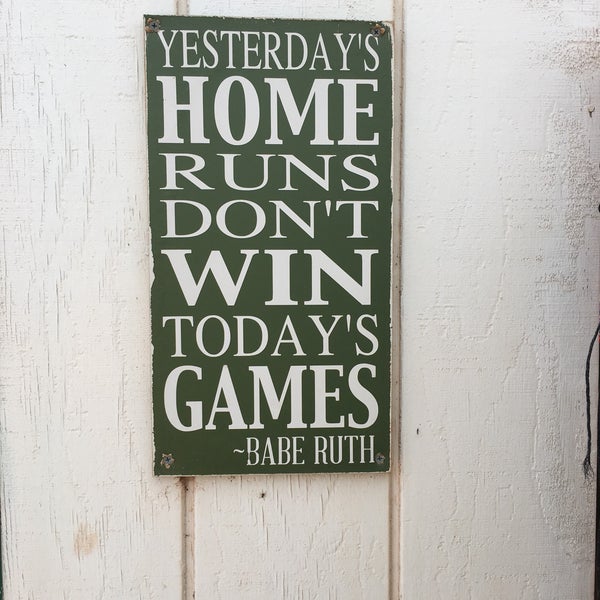 YESTERDAY'S
HOME
RUNS
DON'T
WIN
TODAY'S
GAMES
~BABE RUTH